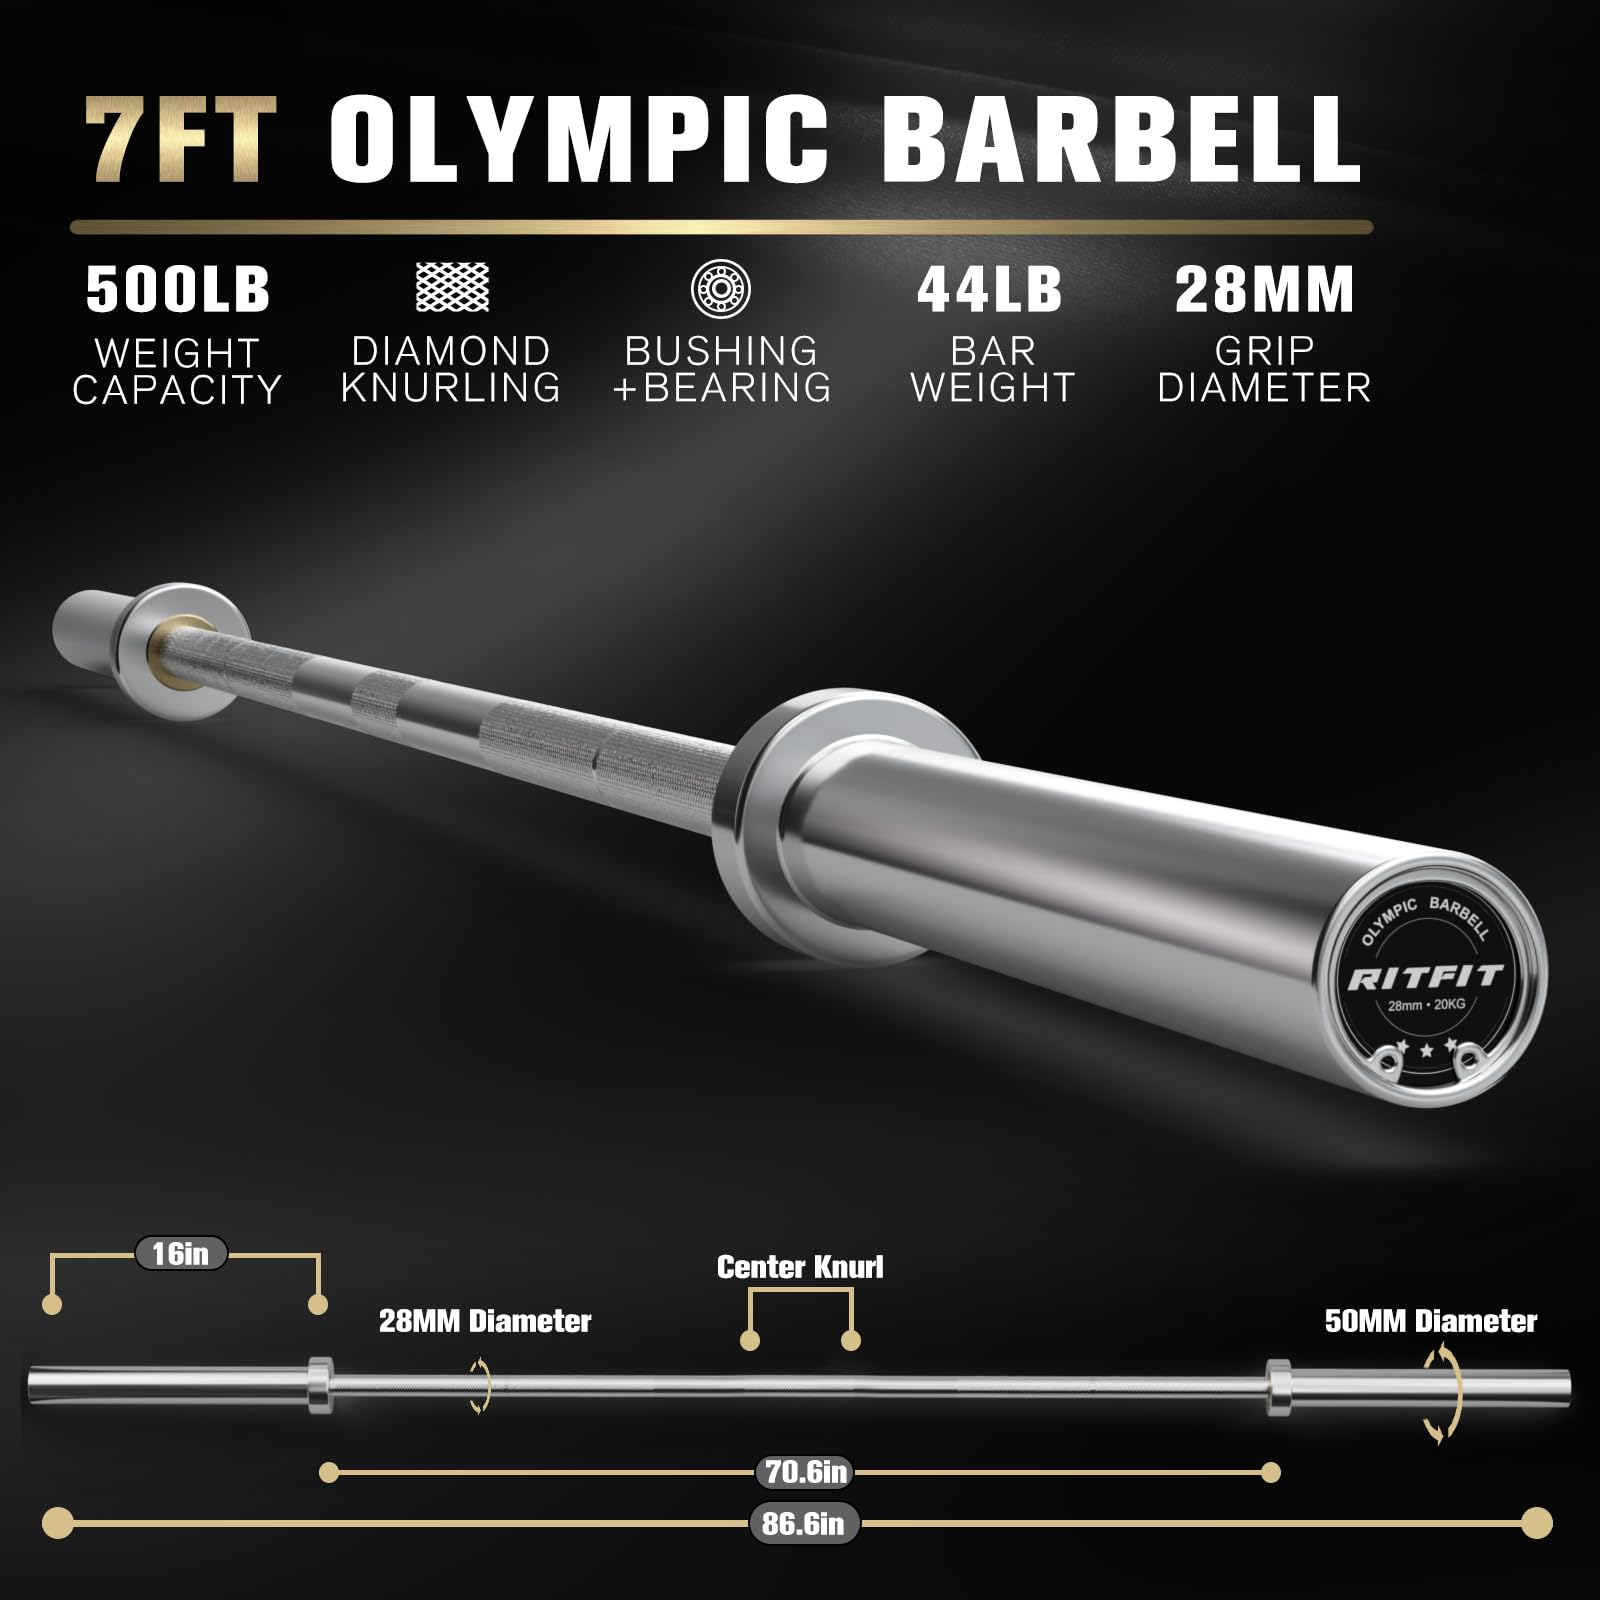 7FT OLYMPIC BARBELL
500LB
WEIGHT
CAPACITY
DIAMOND
KNURLING
BUSHING
+BEARING
44LB
BAR
WEIGHT
28MM
GRIP
DIAMETER
OLYMPIC BARBELL
RITFIT
28mm • 20KG
16in
Center Knurl
28MM Diameter
50MM Diameter
70.6in
86.6in